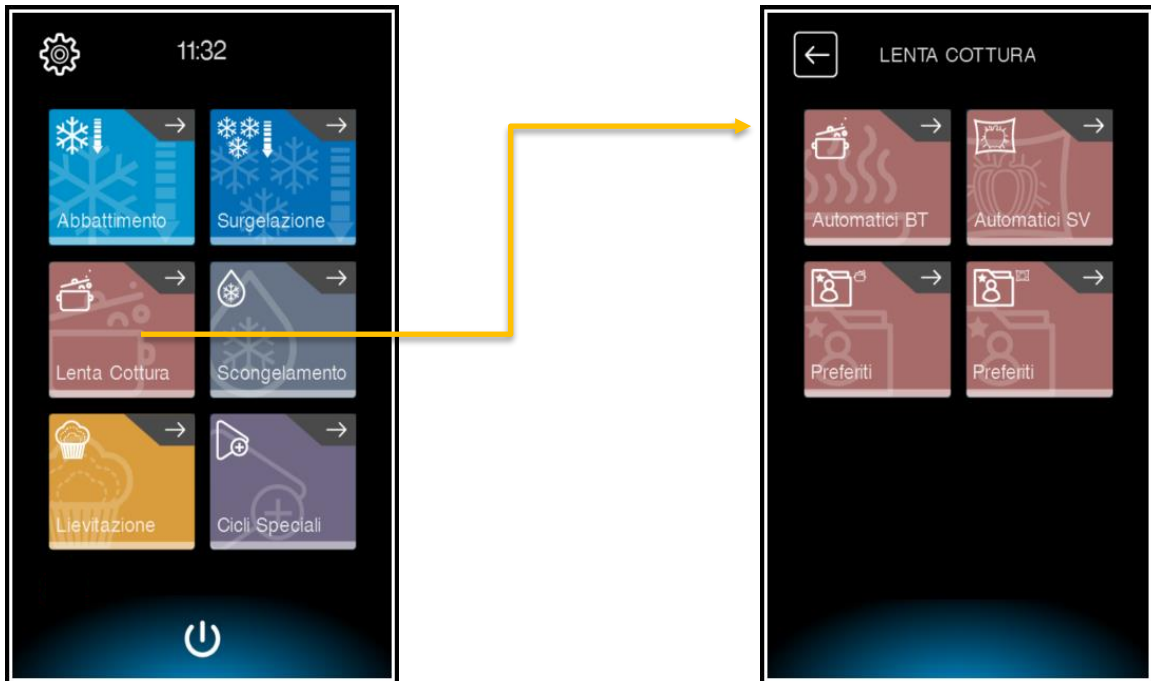 11:32
Abbattimento
Surgelazione
Lenta Cottura
Scongelamento
Lievitazione
Cicli Speciali
LENTA COTTURA
Automatici BT
Automatici SV
Preferiti
Preferiti